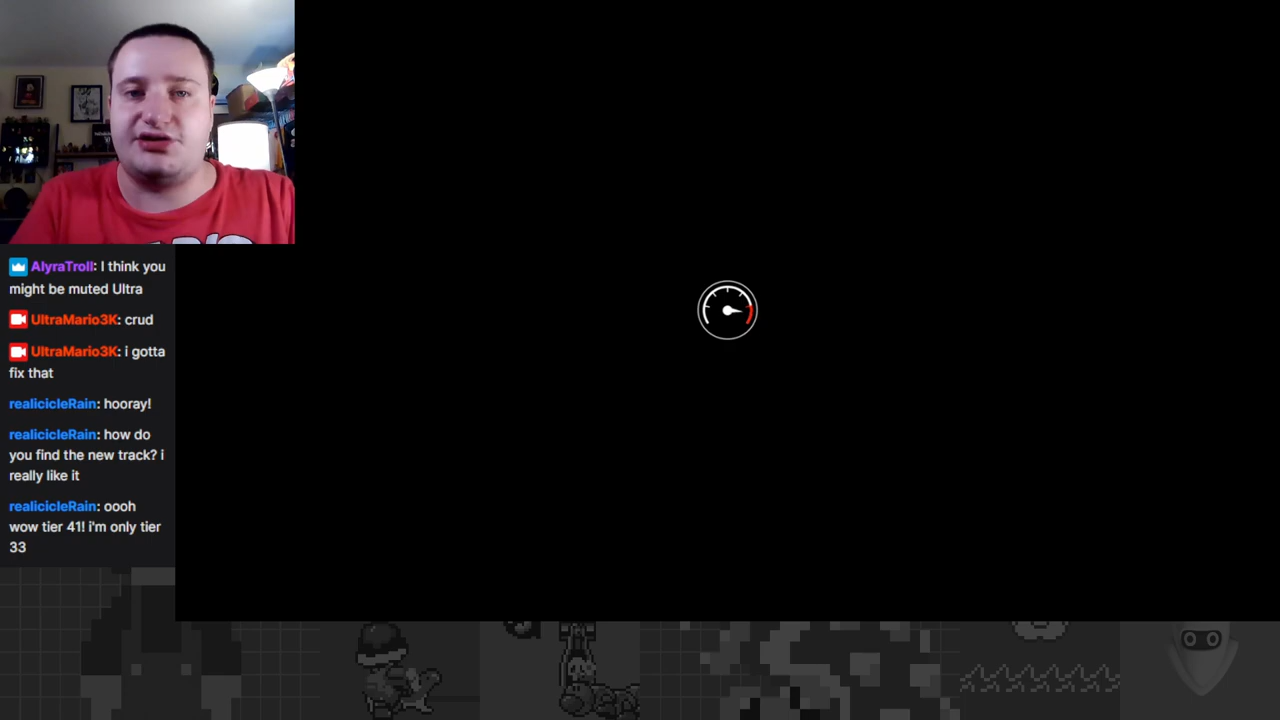 AlyraTroll: I think you
might be muted Ultra
UltraMario3K: crud
UltraMario3K: i gotta
fix that
realicicleRain: hooray!
realicicleRain: how do
you find the new track? i
really like it
realicicleRain: oooh
wow tier 41! i'm only tier
33